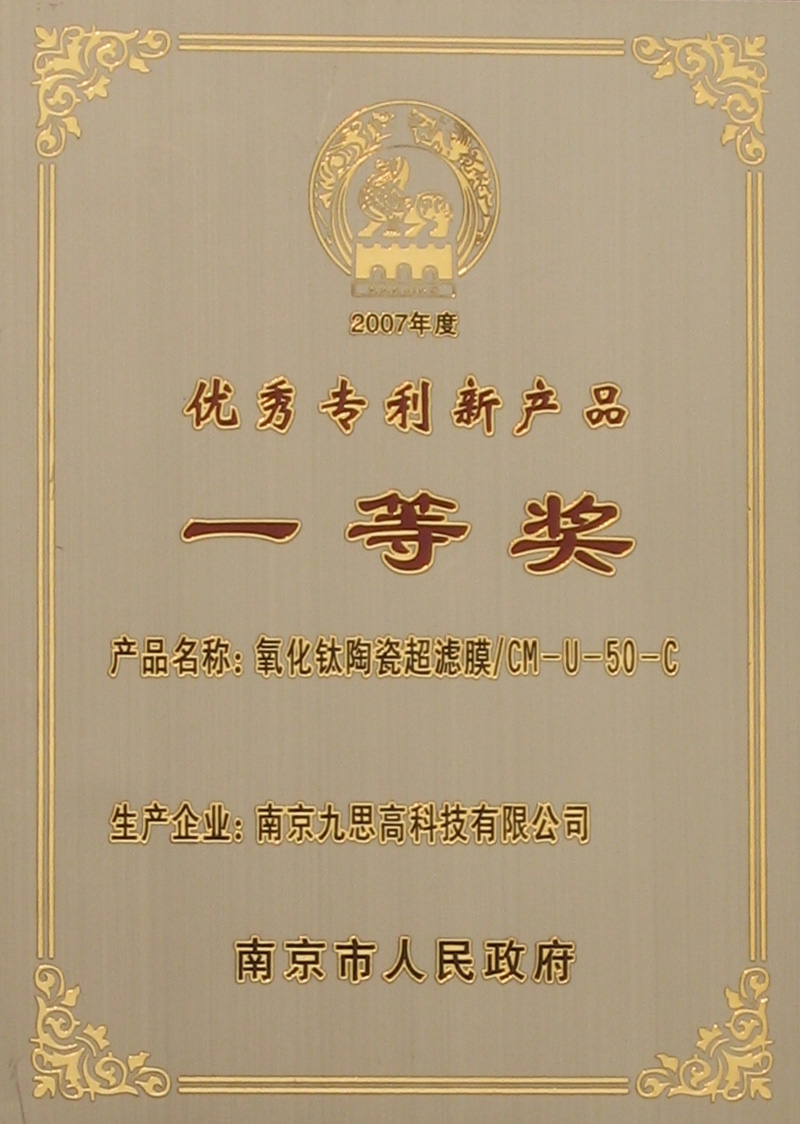 2007年度
优秀专利新产品
一等奖
产品名称：氧化钛陶瓷超滤膜/CM-U-50-C
生产企业：南京九思高科技有限公司
南京市人民政府